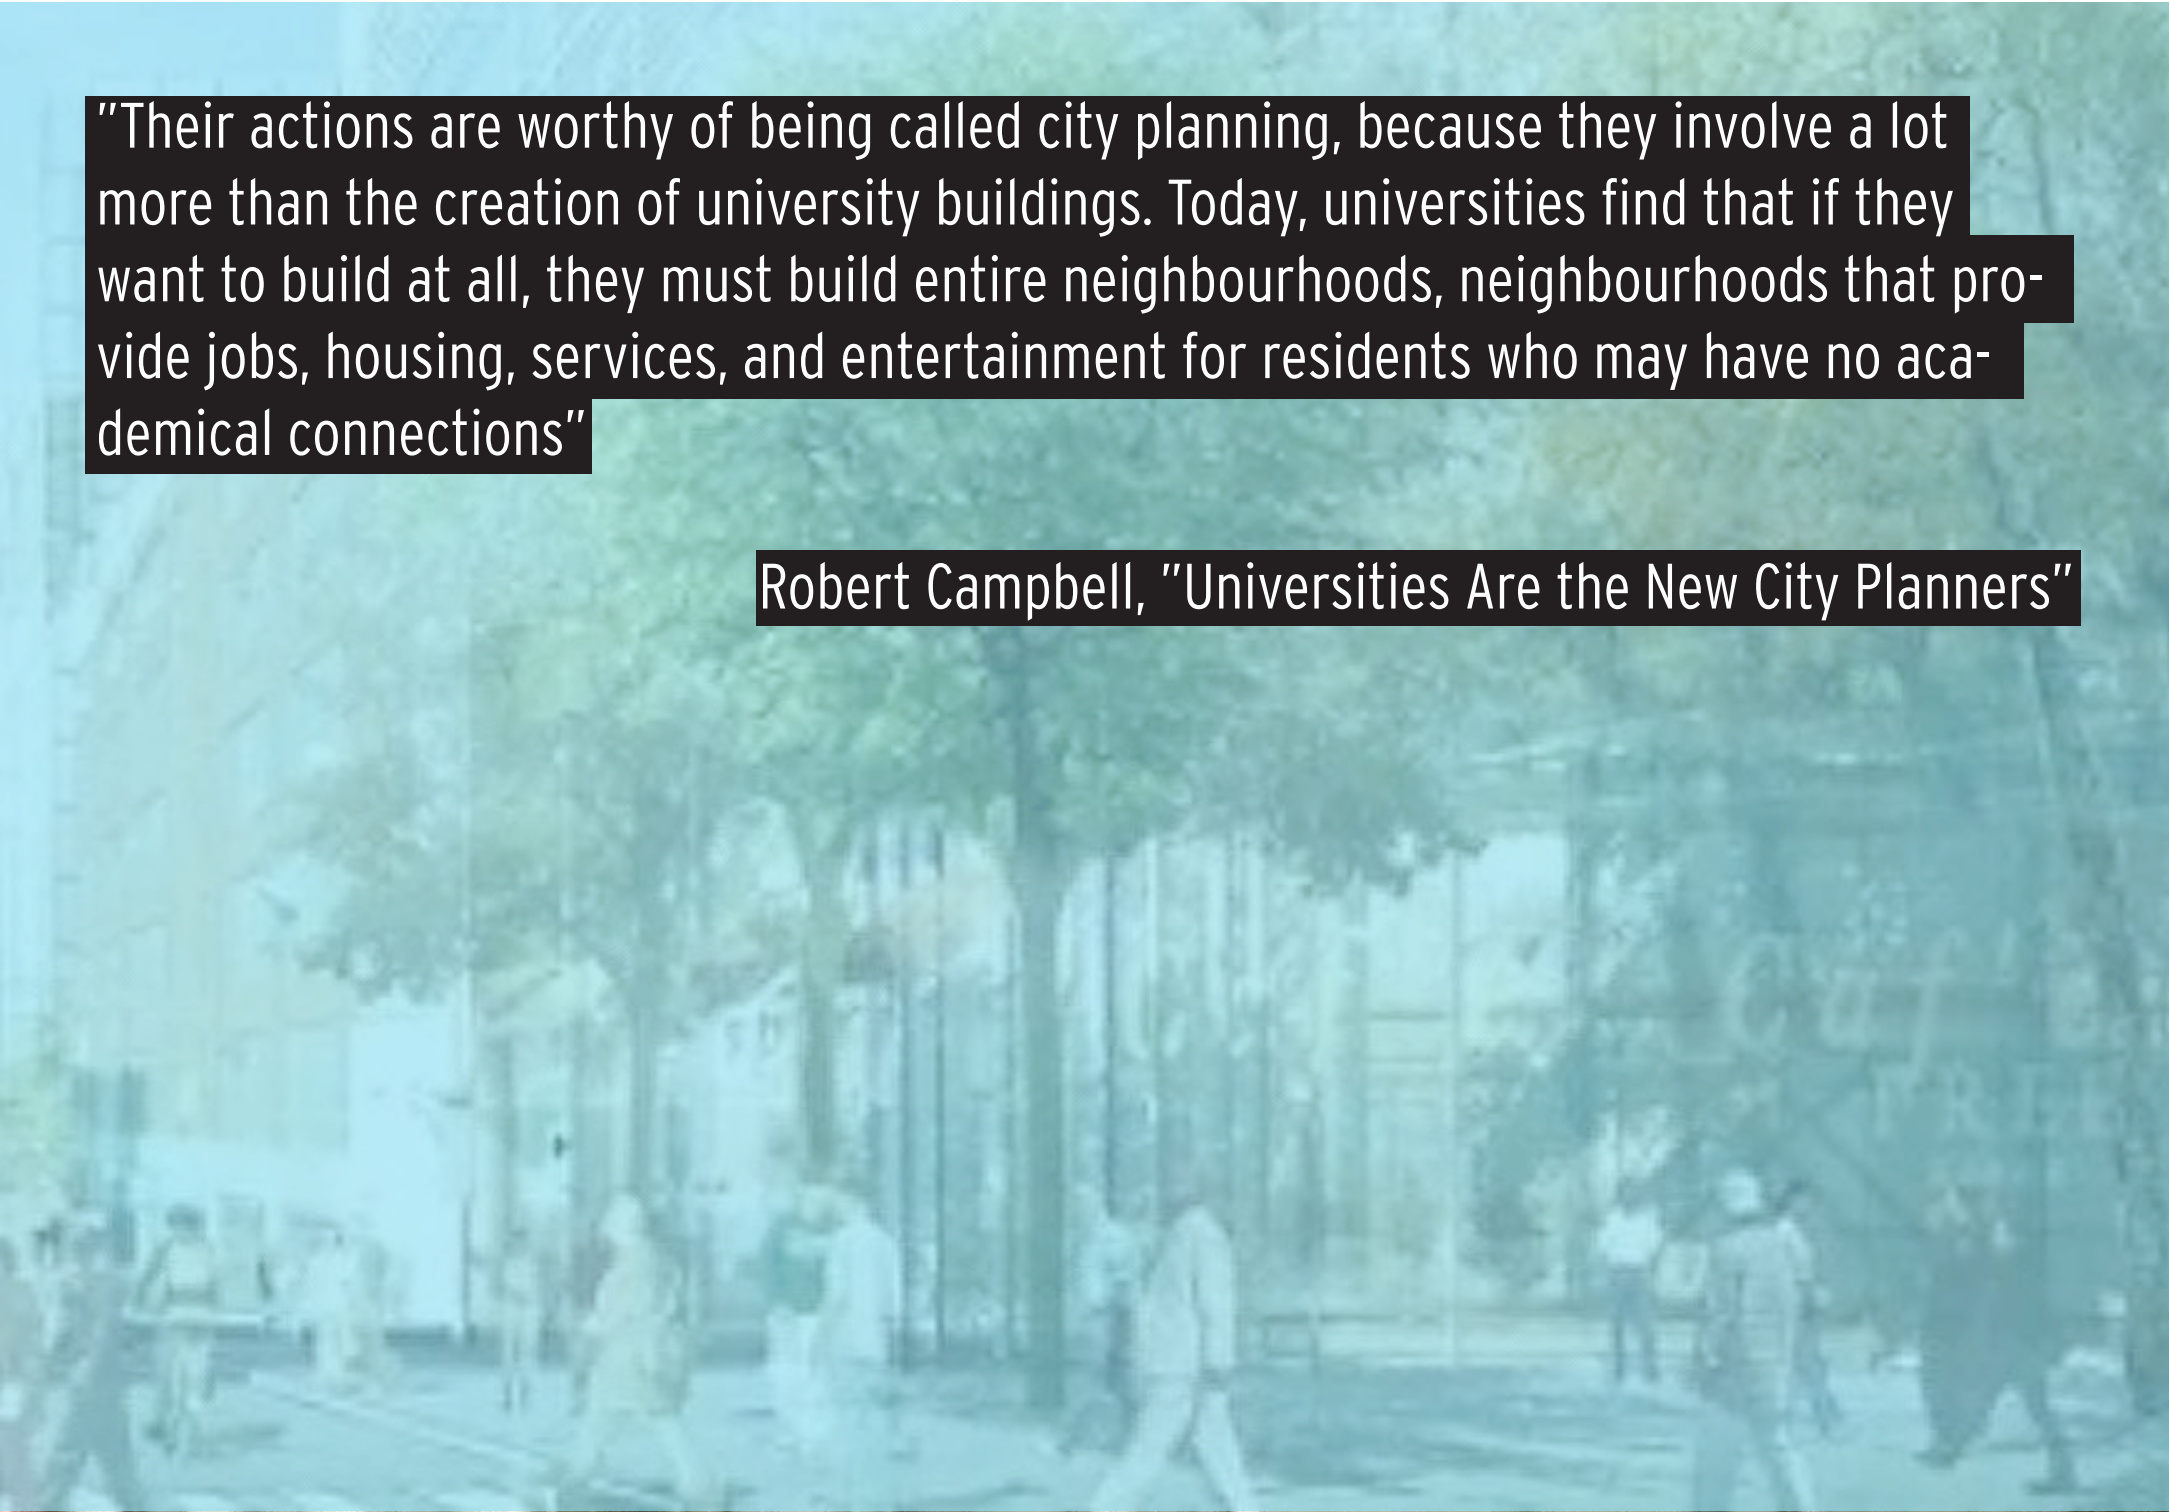 "Their actions are worthy of being called city planning, because they involve a lot
more than the creation of university buildings. Today, universities find that if they
want to build at all, they must build entire neighbourhoods, neighbourhoods that pro-
vide jobs, housing, services, and entertainment for residents who may have no aca-
demical connections"
Robert Campbell, "Universities Are the New City Planners"